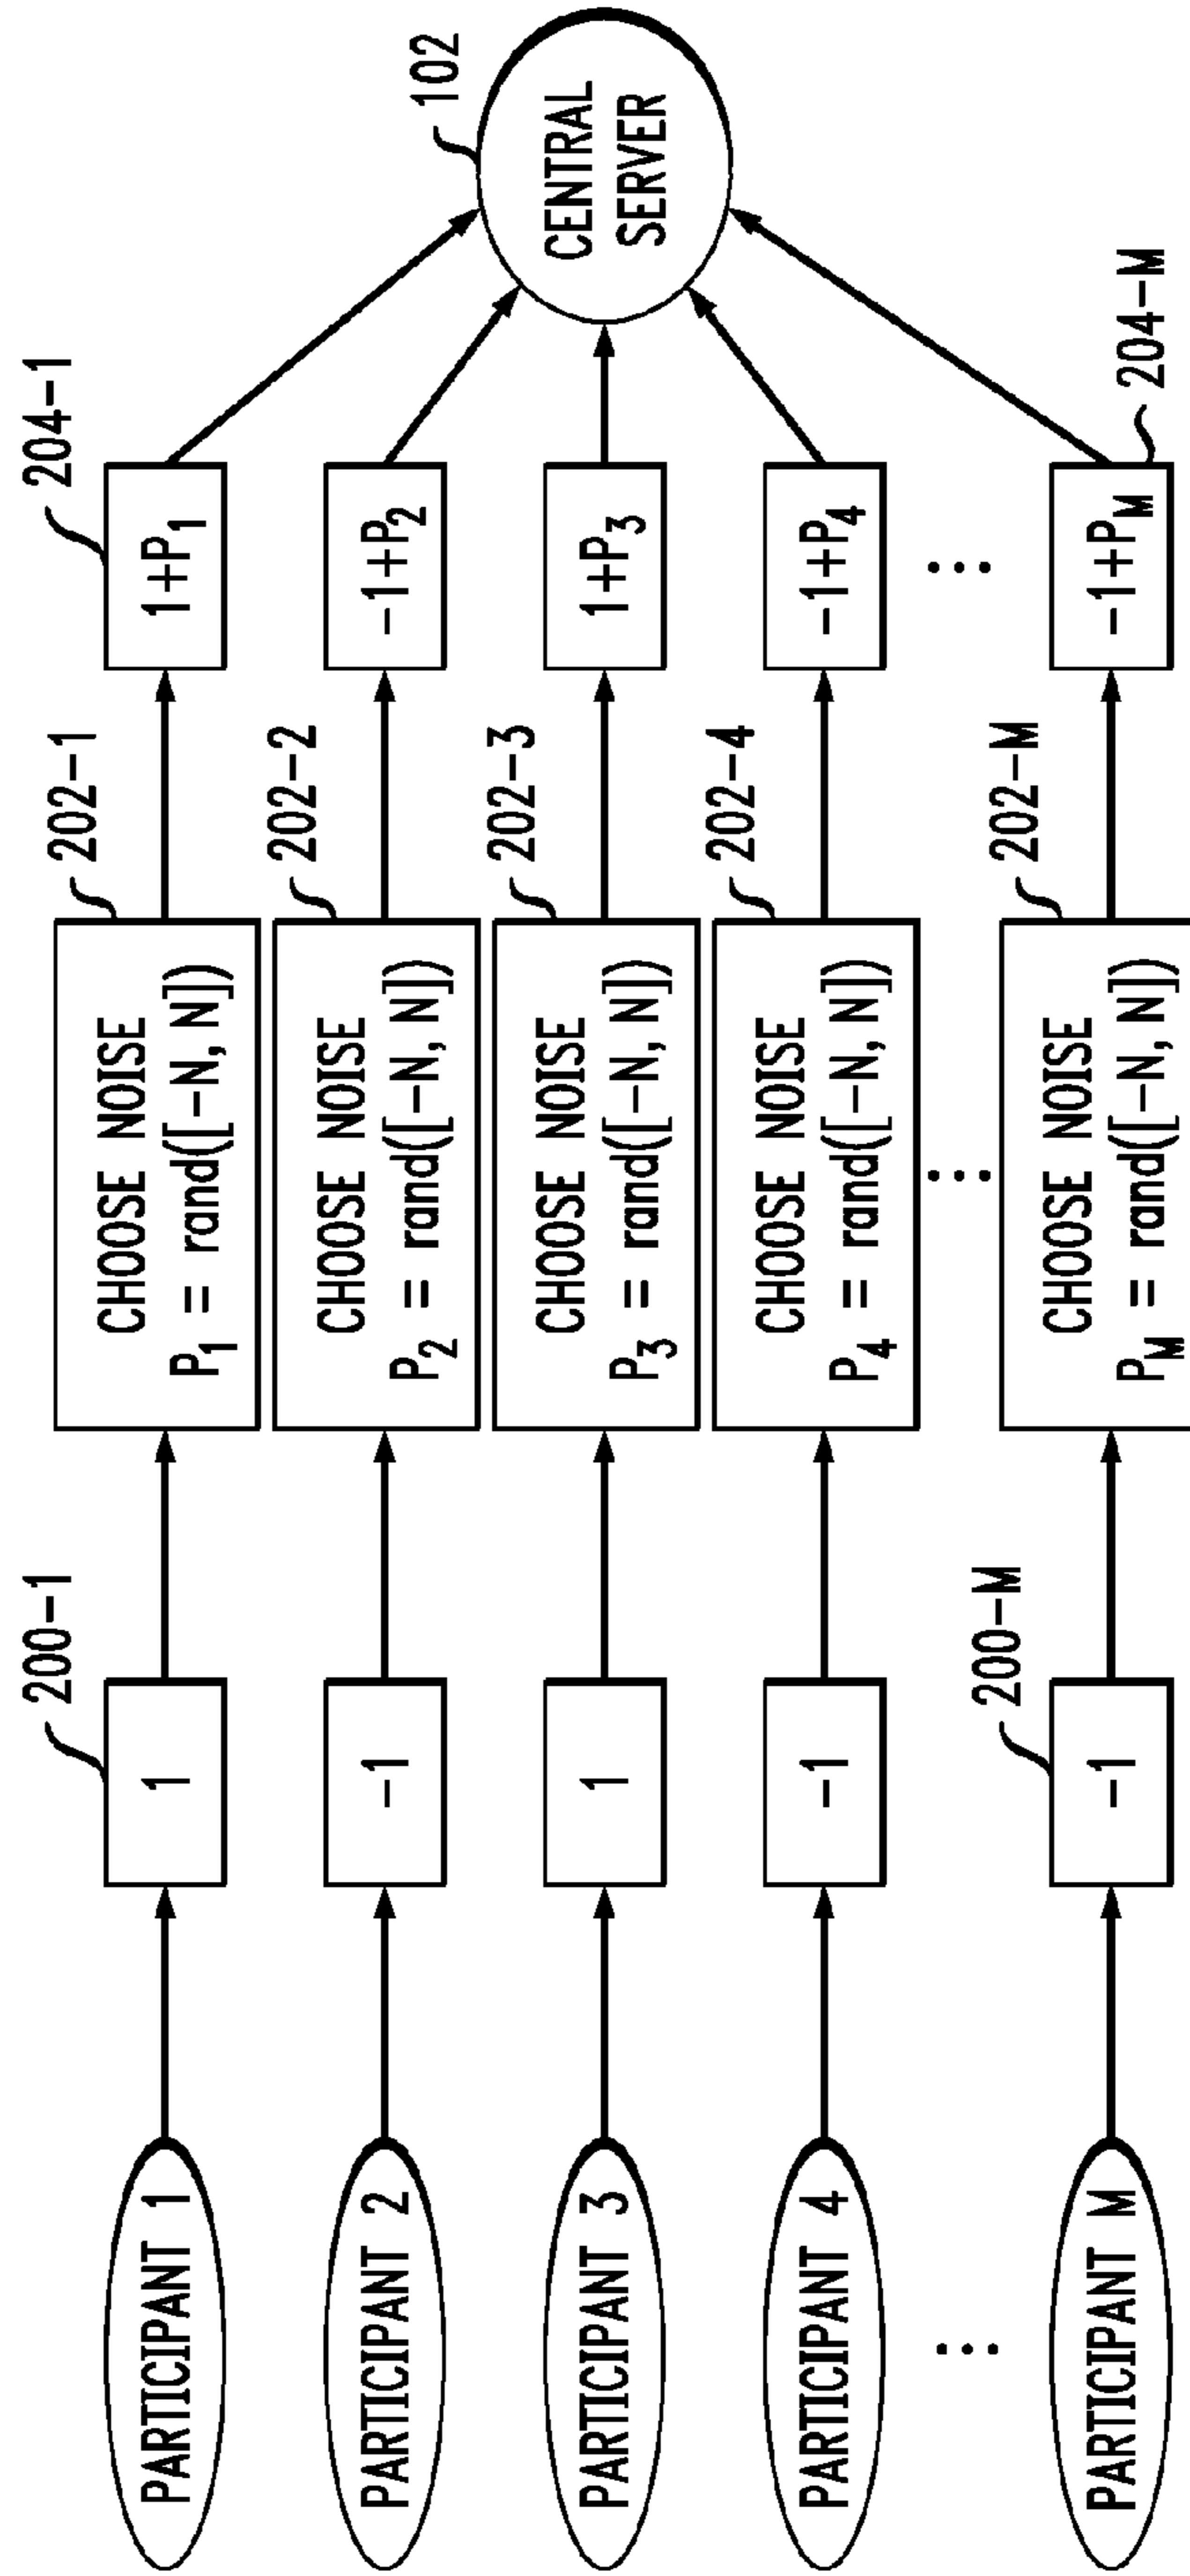 PARTICIPANT 1
200-1
1
202-1
CHOOSE NOISE
P1 = rand([-N, N])
204-1
1+P1
PARTICIPANT 2
-1
202-2
CHOOSE NOISE
P2 = rand([-N, N])
-1+P2
PARTICIPANT 3
1
202-3
CHOOSE NOISE
P3 = rand([-N, N])
1+P3
102
CENTRAL
SERVER
PARTICIPANT 4
-1
202-4
CHOOSE NOISE
P4 = rand([-N, N])
-1+P4
...
...
...
PARTICIPANT M
200-M
-1
202-M
CHOOSE NOISE
PM = rand([-N, N])
-1+PM
204-M